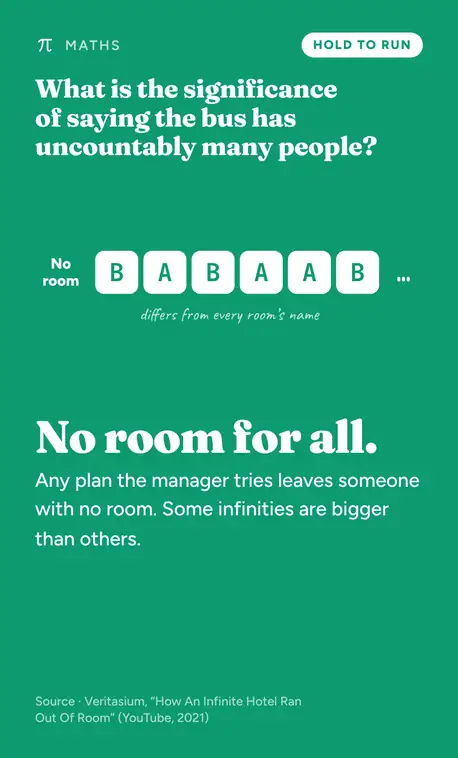 π MATHS
HOLD TO RUN
What is the significance
of saying the bus has
uncountably many people?
No
room
B A B A A B ...
differs from every room's name
No room for all.
Any plan the manager tries leaves someone
with no room. Some infinities are bigger
than others.
Source · Veritasium, “How An Infinite Hotel Ran
Out Of Room” (YouTube, 2021)